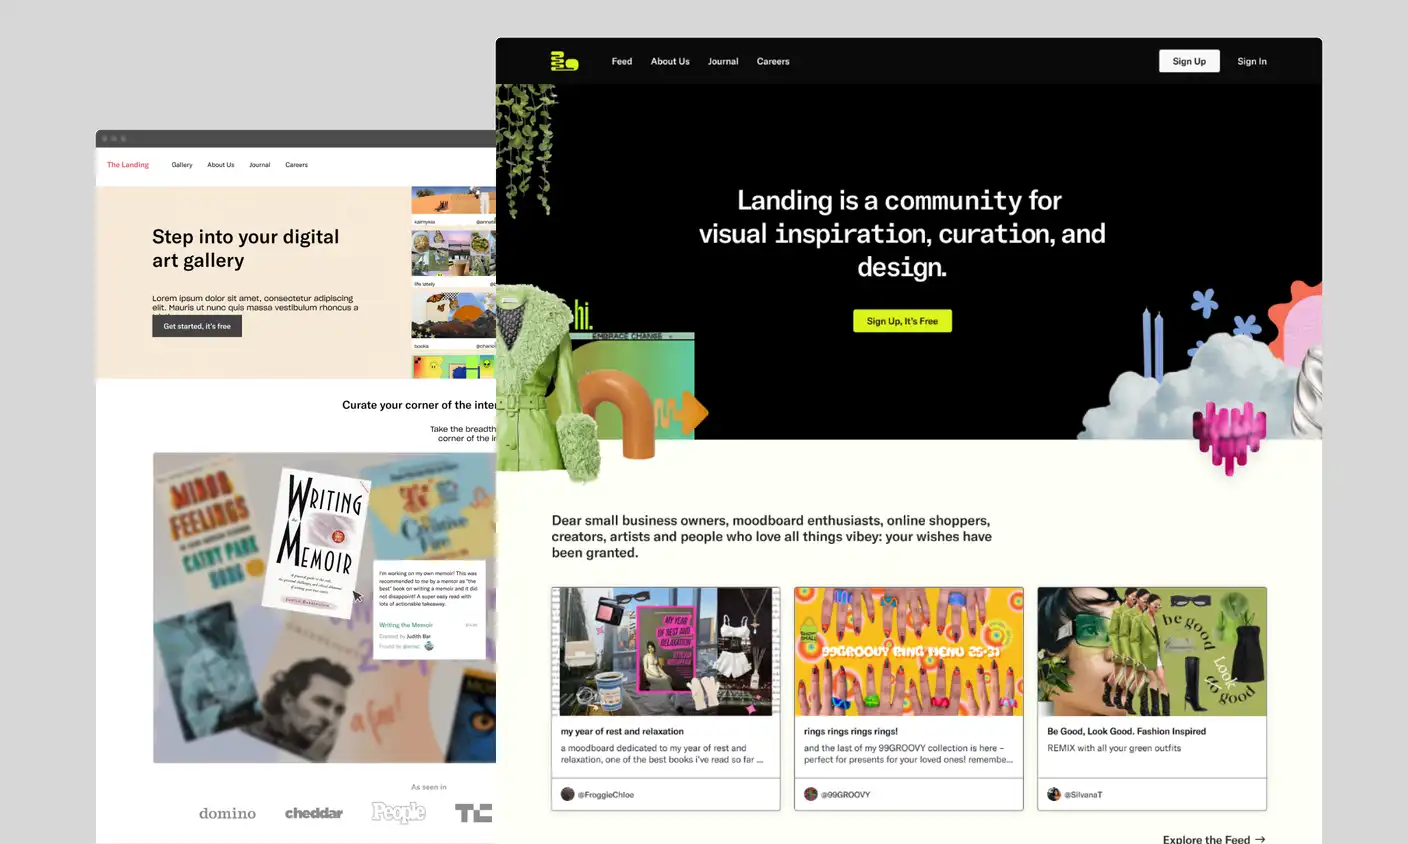 Feed About Us Journal Careers Sign Up Sign In
Landing is a community for
visual inspiration, curation, and
design.
Sign Up, It's Free
hi.
EMBRACE CHANGE
Dear small business owners, moodboard enthusiasts, online shoppers,
creators, artists and people who love all things vibey: your wishes have
been granted.
MY YEAR
OF REST AND
RELAXATION
my year of rest and relaxation
a moodboard dedicated to my year of rest and
relaxation, one of the best books i've read so far ...
@FroggieChloe
SHOP
SMALL
99GROOVY RING MENU 25-31
rings rings rings rings!
and the last of my 99GROOVY collection is here –
perfect for presents for your loved ones! remembe...
@99GROOVY
be good
Look
do good
Be Good, Look Good. Fashion Inspired
REMIX with all your green outfits
@SilvanaT
Explore the Feed →
The Landing Gallery About Us Journal Careers
Step into your digital
art gallery
Lorem ipsum dolor sit amet, consectetur adipiscing
elit. Mauris ut nunc quis massa vestibulum rhoncus a
Get started, it's free
life lately
books
Curate your corner of the inter
Take the breadth
corner of the in
MINOR
FEELINGS
CATHY PARK
HONG
WRITING
the
MEMOIR
Creative
Fire
I'm working on my own memoir! This was
recommended to me by a mentor as "the
best" book on writing a memoir and it did
not disappoint! A super easy read with
lots of actionable takeaway.
Writing the Memoir
Created by Judith Bar
As seen in
domino cheddar People TC